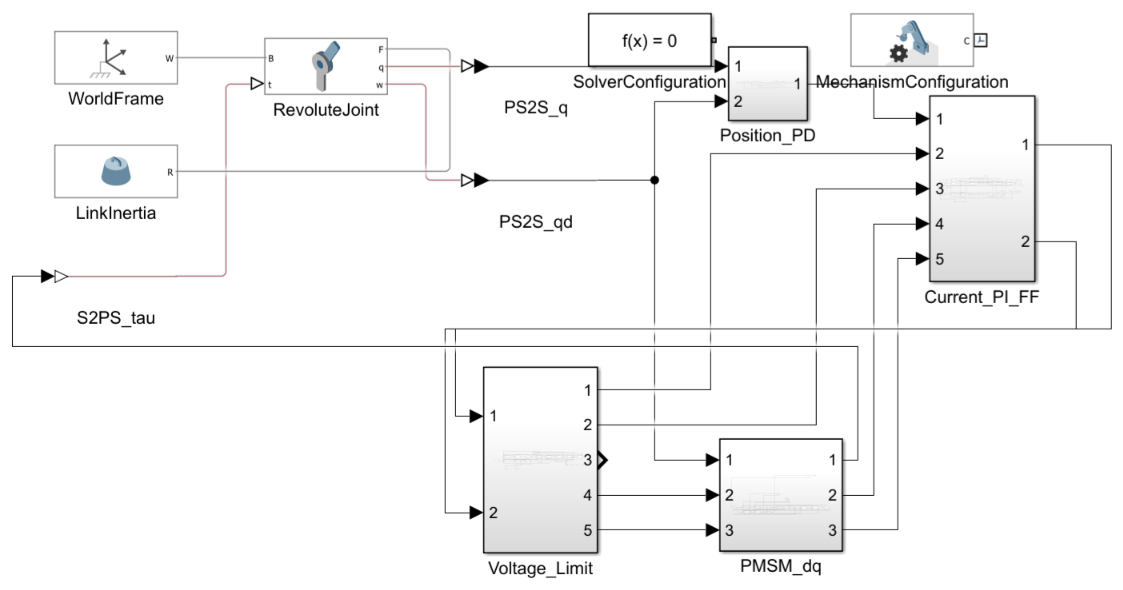 f(x) = 0
SolverConfiguration
C
MechanismConfiguration
W
WorldFrame
B
t
F
q
w
RevoluteJoint
PS2S_q
1
2
1
Position_PD
R
LinkInertia
PS2S_qd
1
2
3
4
5
1
2
Current_PI_FF
S2PS_tau
1
2
1
2
3
4
5
Voltage_Limit
1
2
3
1
2
3
PMSM_dq